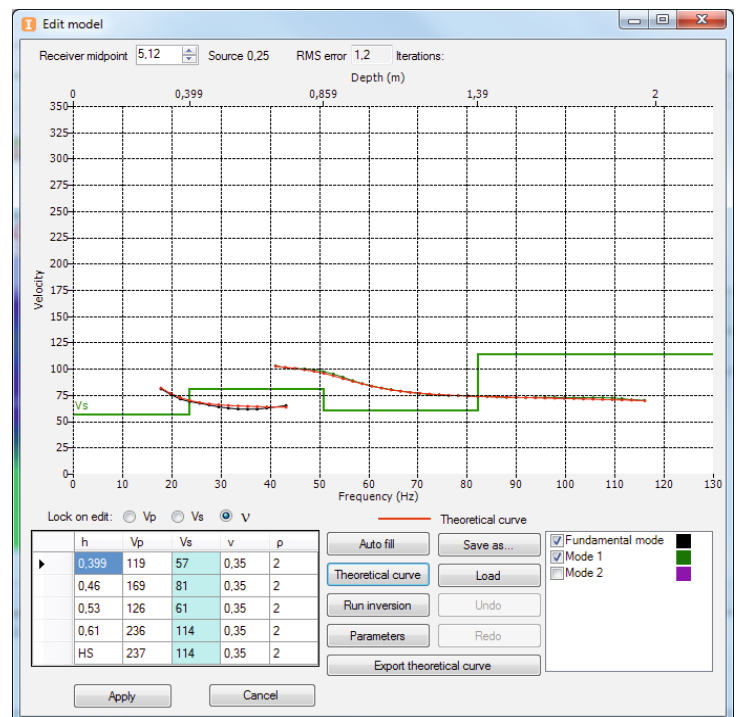 Edit model
Receiver midpoint 5,12 Source 0,25 RMS error 1,2 Iterations:
Depth (m)
0 0,399 0,859 1,39 2
350
325
300
275
250
225
200
175
150
125
100
75
50
25
0
Velocity
Vs
0 10 20 30 40 50 60 70 80 90 100 110 120 130
Frequency (Hz)
Lock on edit: Vp Vs ν Theoretical curve
h Vp Vs ν ρ
0,399 119 57 0,35 2
0,46 169 81 0,35 2
0,53 126 61 0,35 2
0,61 236 114 0,35 2
HS 237 114 0,35 2
Auto fill Save as...
Theoretical curve Load
Run inversion Undo
Parameters Redo
Export theoretical curve
Fundamental mode
Mode 1
Mode 2
Apply Cancel